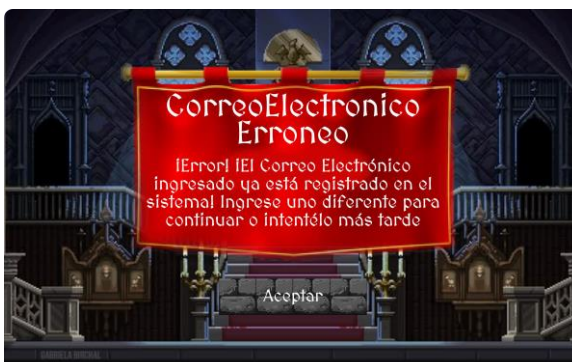 CorreoElectronico
Erroneo
¡Error! ¡El Correo Electrónico
ingresado ya está registrado en el
sistema! Ingrese uno diferente para
continuar o intentélo más tarde
Aceptar